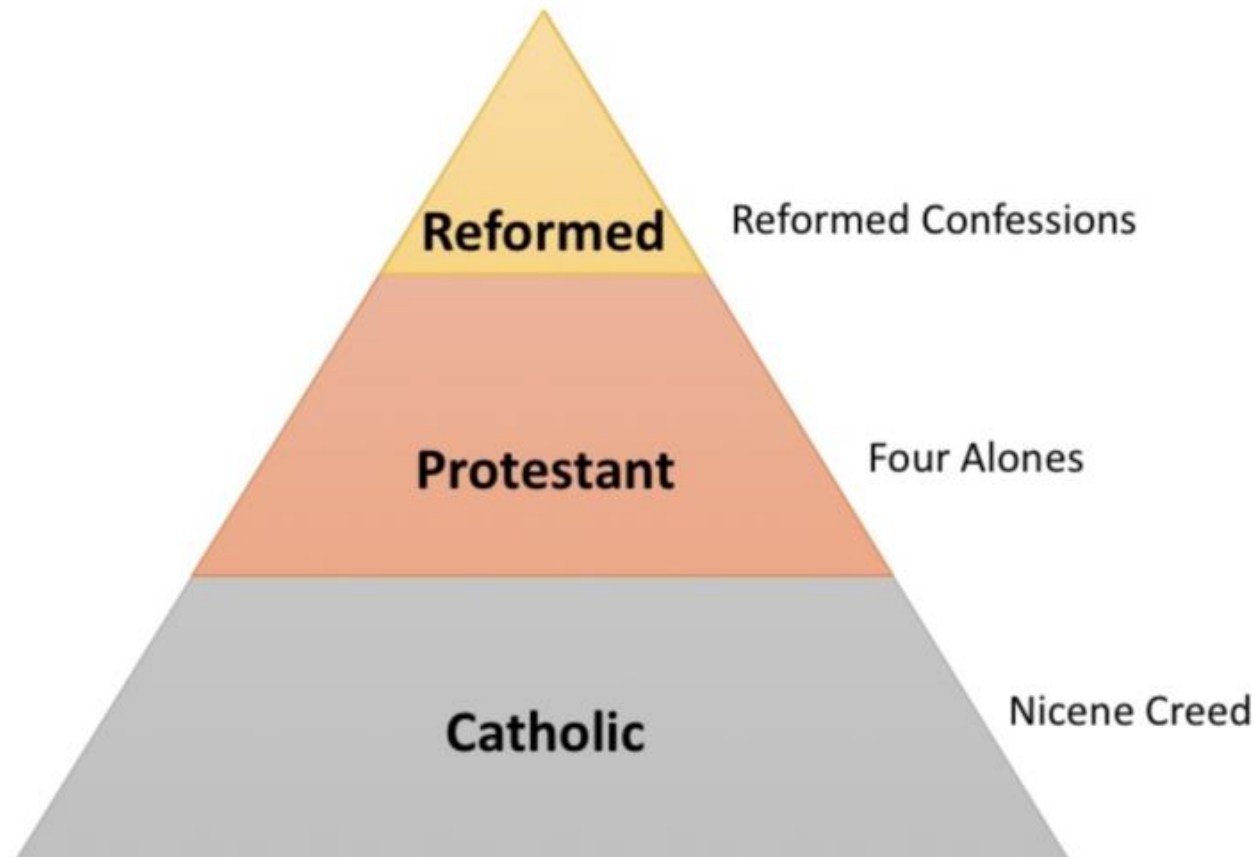 Reformed
Reformed Confessions
Protestant
Four Alones
Catholic
Nicene Creed